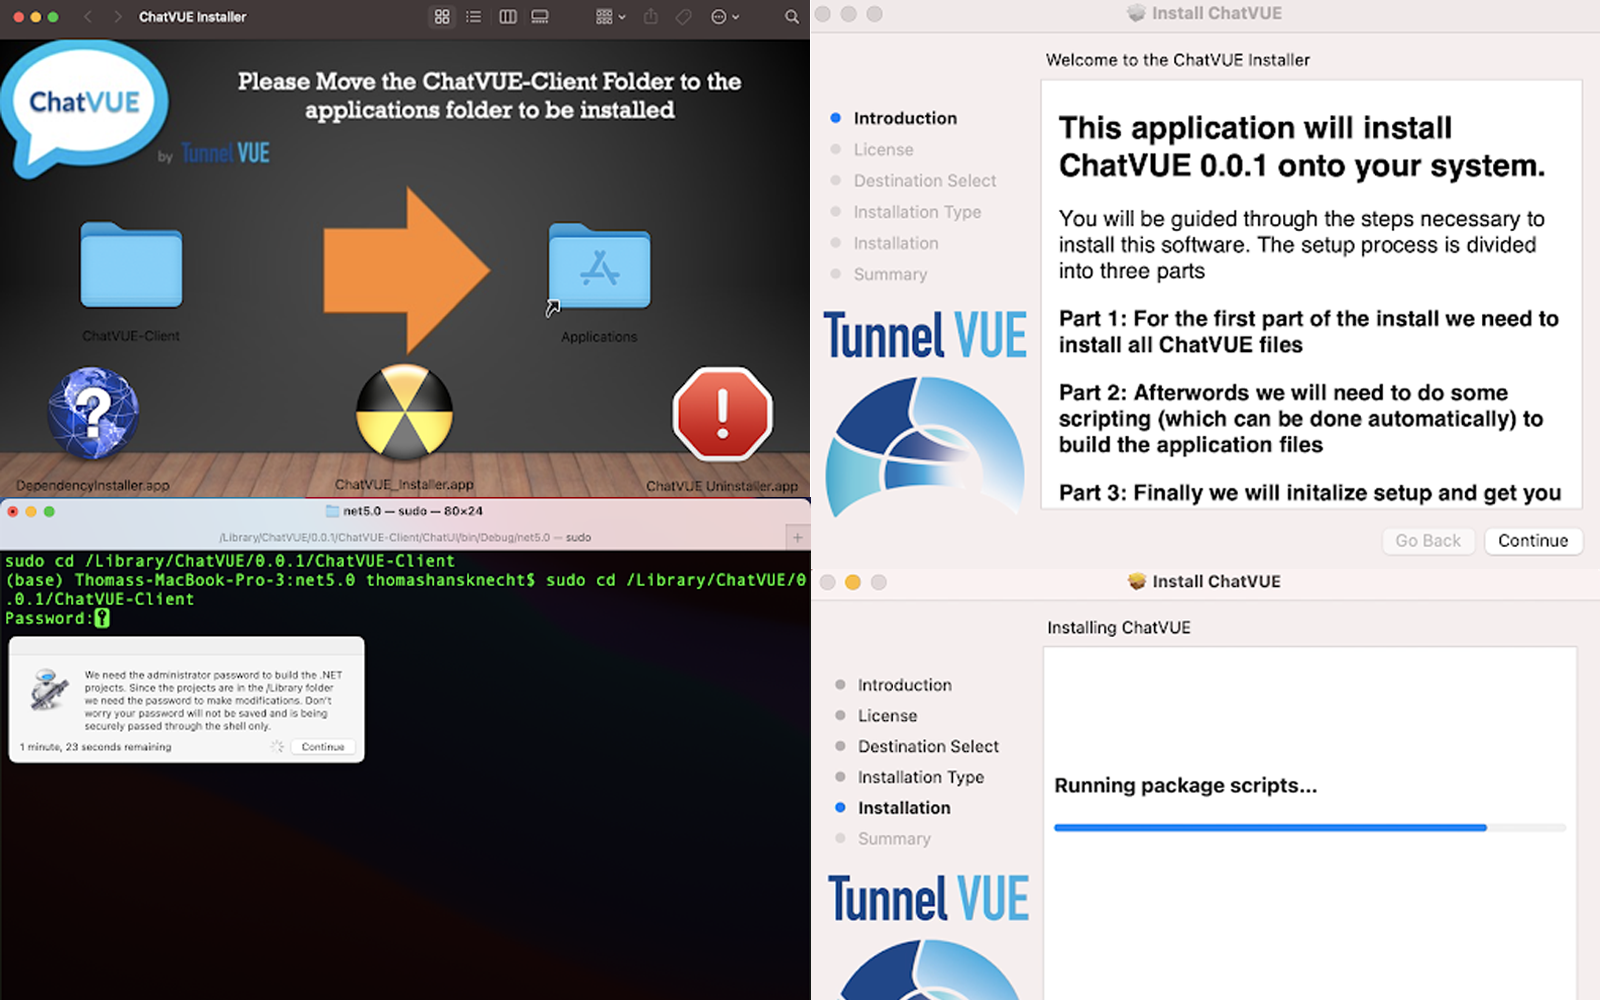 ChatVUE Installer
ChatVUE
Please Move the ChatVUE-Client Folder to the
applications folder to be installed
by Tunnel VUE
ChatVUE-Client
Applications
DependencyInstaller.app
ChatVUE_Installer.app
ChatVUE Uninstaller.app
net5.0 — sudo — 80×24
/Library/ChatVUE/0.0.1/ChatVUE-Client/ChatUI/bin/Debug/net5.0 — sudo
sudo cd /Library/ChatVUE/0.0.1/ChatVUE-Client
(base) Thomass-MacBook-Pro-3:net5.0 thomashansknecht$ sudo cd /Library/ChatVUE/0
.0.1/ChatVUE-Client
Password:
We need the administrator password to build the .NET
projects. Since the projects are in the /Library folder
we need the password to make modifications. Don't
worry your password will not be saved and is being
securely passed through the shell only.
1 minute, 23 seconds remaining
Continue
Install ChatVUE
Welcome to the ChatVUE Installer
Introduction
License
Destination Select
Installation Type
Installation
Summary
Tunnel VUE
This application will install
ChatVUE 0.0.1 onto your system.
You will be guided through the steps necessary to
install this software. The setup process is divided
into three parts
Part 1: For the first part of the install we need to
install all ChatVUE files
Part 2: Afterwords we will need to do some
scripting (which can be done automatically) to
build the application files
Part 3: Finally we will initalize setup and get you
Go Back
Continue
Install ChatVUE
Installing ChatVUE
Introduction
License
Destination Select
Installation Type
Installation
Summary
Tunnel VUE
Running package scripts...